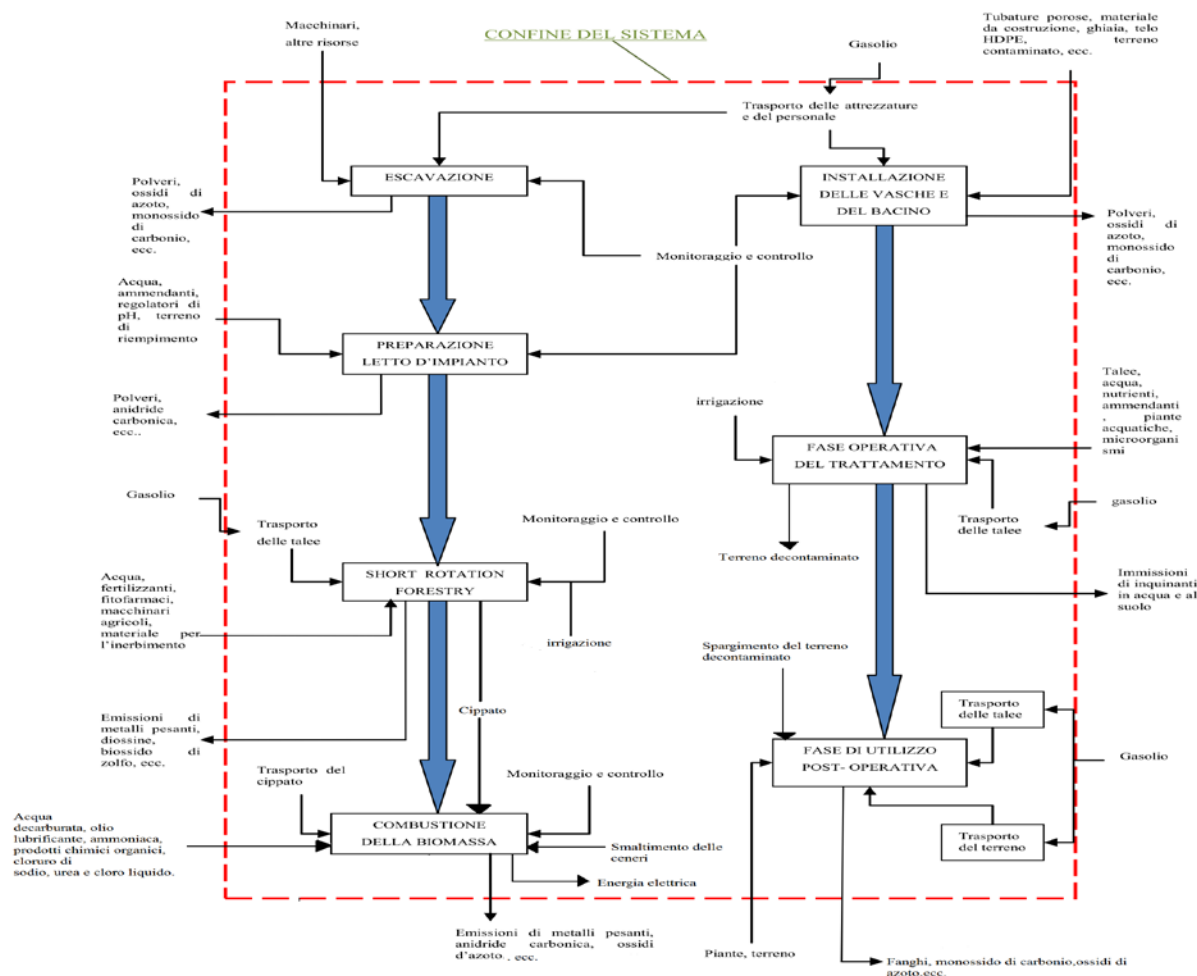 Macchinari,
altre risorse
CONFINE DEL SISTEMA
Gasolio
Tubature porose, materiale
da costruzione, ghiaia, telo
HDPE, terreno
contaminato, ecc.
Trasporto delle attrezzature
e del personale
ESCAVAZIONE
INSTALLAZIONE
DELLE VASCHE E
DEL BACINO
Polveri,
ossidi di
azoto,
monossido
di
carbonio,
ecc.
Polveri,
ossidi di
azoto,
monossido
di
carbonio,
ecc.
Monitoraggio e controllo
Acqua,
ammendanti,
regolatori di
pH, terreno
di
riempimento
PREPARAZIONE
LETTO D'IMPIANTO
Polveri,
anidride
carbonica,
ecc..
irrigazione
Talee,
acqua,
nutrienti,
ammendanti
, piante
acquatiche,
microorgani
smi
FASE OPERATIVA
DEL TRATTAMENTO
Gasolio
Trasporto
delle talee
Monitoraggio e controllo
Trasporto
delle talee
gasolio
Terreno decontaminato
SHORT ROTATION
FORESTRY
Acqua,
fertilizzanti,
fitofarmaci,
macchinari
agricoli,
materiale per
l'inerbimento
irrigazione
Immissioni
di inquinanti
in acqua e al
suolo
Spargimento del terreno
decontaminato
Cippato
Trasporto
delle talee
Emissioni di
metalli pesanti,
diossine,
biossido di
zolfo, ecc.
FASE DI UTILIZZO
POST- OPERATIVA
Gasolio
Trasporto del
cippato
Monitoraggio e controllo
Acqua
decarburata, olio
lubrificante, ammoniaca,
prodotti chimici organici,
cloruro di
sodio, urea e cloro liquido.
COMBUSTIONE
DELLA BIOMASSA
Smaltimento delle
ceneri
Trasporto
del terreno
Energia elettrica
Emissioni di metalli pesanti,
anidride carbonica, ossidi
d'azoto.., ecc.
Piante, terreno
Fanghi, monossido di carbonio,ossidi di
azoto,ecc.